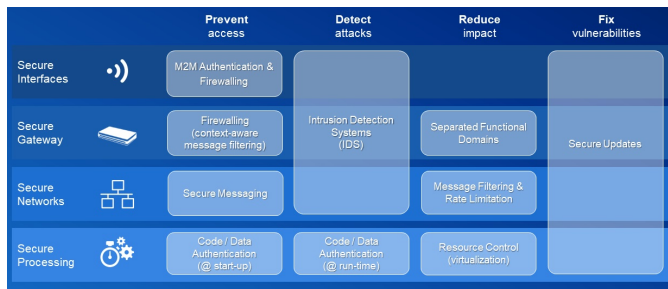 Prevent
access
Detect
attacks
Reduce
impact
Fix
vulnerabilities
Secure
Interfaces
M2M Authentication &
Firewalling
Secure
Gateway
Firewalling
(context-aware
message filtering)
Intrusion Detection
Systems
(IDS)
Separated Functional
Domains
Secure Updates
Secure
Networks
Secure Messaging
Message Filtering &
Rate Limitation
Secure
Processing
Code / Data
Authentication
(@ start-up)
Code / Data
Authentication
(@ run-time)
Resource Control
(virtualization)